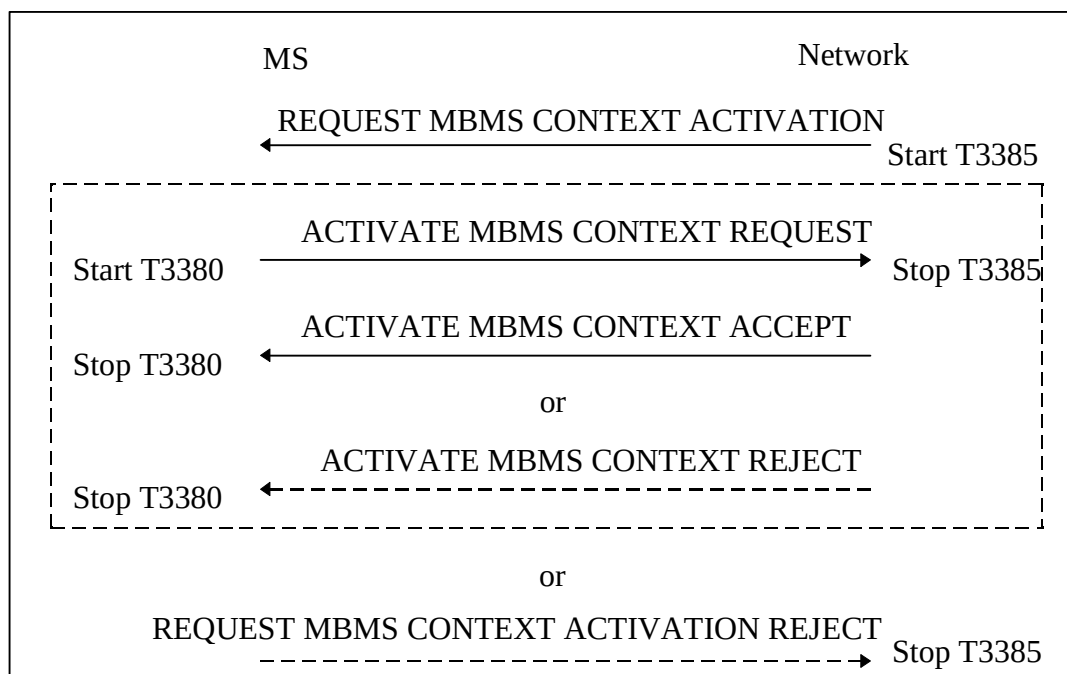 MS
Network
REQUEST MBMS CONTEXT ACTIVATION
Start T3385
ACTIVATE MBMS CONTEXT REQUEST
Start T3380
Stop T3385
ACTIVATE MBMS CONTEXT ACCEPT
Stop T3380
or
ACTIVATE MBMS CONTEXT REJECT
Stop T3380
or
REQUEST MBMS CONTEXT ACTIVATION REJECT
Stop T3385